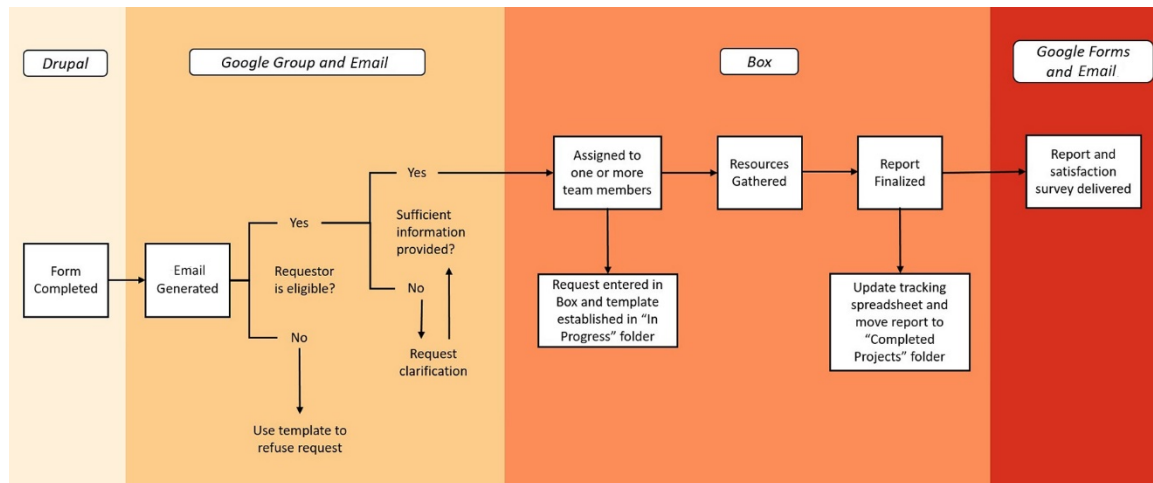 Drupal
Google Group and Email
Box
Google Forms
and Email
Form
Completed
Email
Generated
Yes
Requestor
is eligible?
No
Use template to
refuse request
Yes
Sufficient
information
provided?
No
Request
clarification
Assigned to
one or more
team members
Request entered in
Box and template
established in “In
Progress” folder
Resources
Gathered
Report
Finalized
Update tracking
spreadsheet and
move report to
“Completed
Projects” folder
Report and
satisfaction
survey delivered